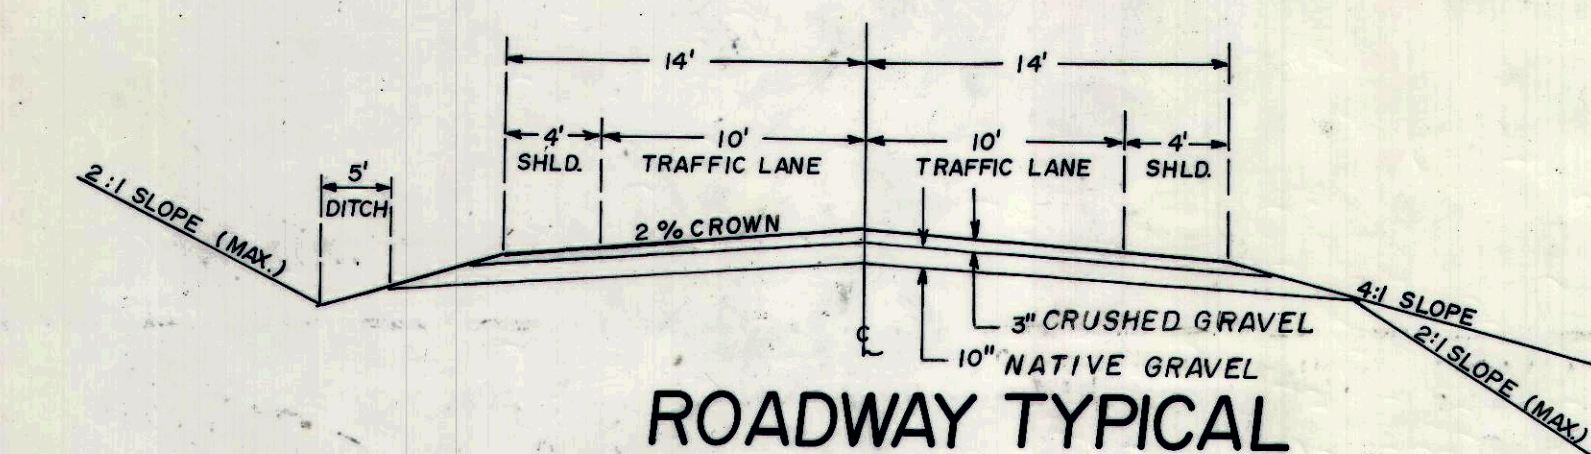 14' 14'
4' 10' 10' 4'
SHLD. TRAFFIC LANE TRAFFIC LANE SHLD.
5'
DITCH
2:1 SLOPE (MAX.)
2% CROWN
4:1 SLOPE
2:1 SLOPE (MAX.)
3" CRUSHED GRAVEL
℄
10" NATIVE GRAVEL
ROADWAY TYPICAL